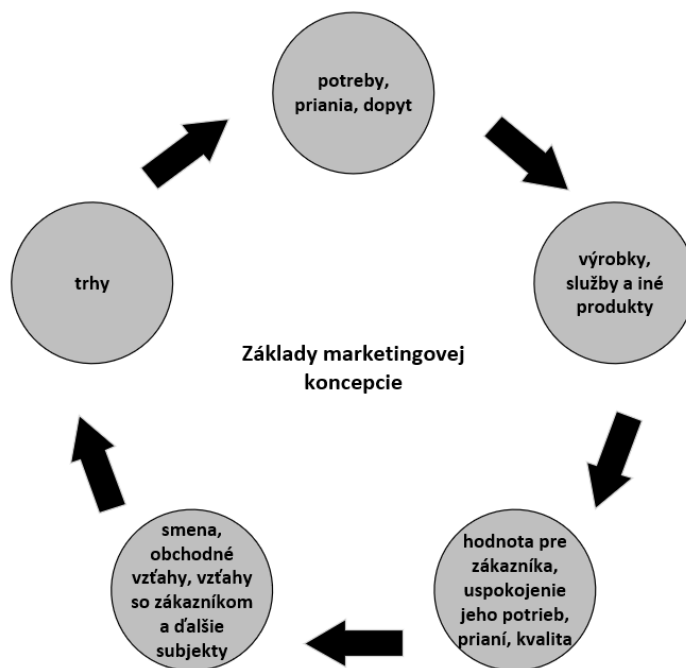 potreby,
priania, dopyt
výrobky,
služby a iné
produkty
hodnota pre
zákazníka,
uspokojenie
jeho potrieb,
prianí, kvalita
smena,
obchodné
vzťahy, vzťahy
so zákazníkom
a ďalšie
subjekty
trhy
Základy marketingovej
koncepcie